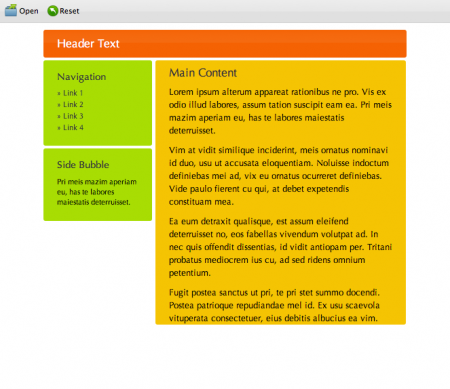 Open Reset
Header Text
Navigation
» Link 1
» Link 2
» Link 3
» Link 4
Side Bubble
Pri meis mazim aperiam
eu, has te labores
maiestatis deterruisset.
Main Content
Lorem ipsum alterum appareat rationibus ne pro. Vis ex
odio illud labores, assum tation suscipit eam ea. Pri meis
mazim aperiam eu, has te labores maiestatis
deterruisset.
Vim at vidit similique inciderint, meis ornatus nominavi
id duo, usu ut accusata eloquentiam. Noluisse indoctum
definiebas mei ad, vix eu ornatus ocurreret definiebas.
Vide paulo fierent cu qui, at debet expetendis
constituam mea.
Ea eum detraxit qualisque, est assum eleifend
deterruisset no, eos fabellas vivendum volutpat ad. In
nec quis offendit dissentias, id vidit antiopam per. Tritani
probatus mediocrem ius cu, ad sed ridens omnium
petentium.
Fugit postea sanctus ut pri, te pri stet summo docendi.
Postea patrioque repudiandae mel id. Ex usu scaevola
vituperata consectetuer, eius debitis albucius ea vim.